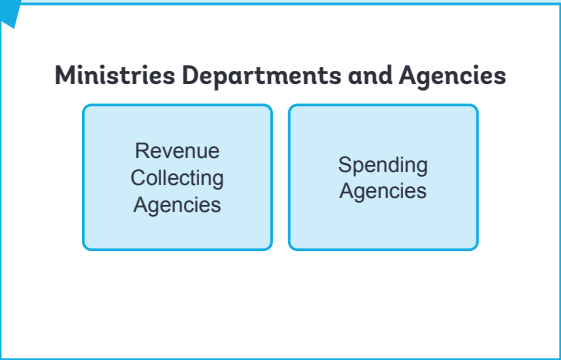 Ministries Departments and Agencies
Revenue
Collecting
Agencies
Spending
Agencies